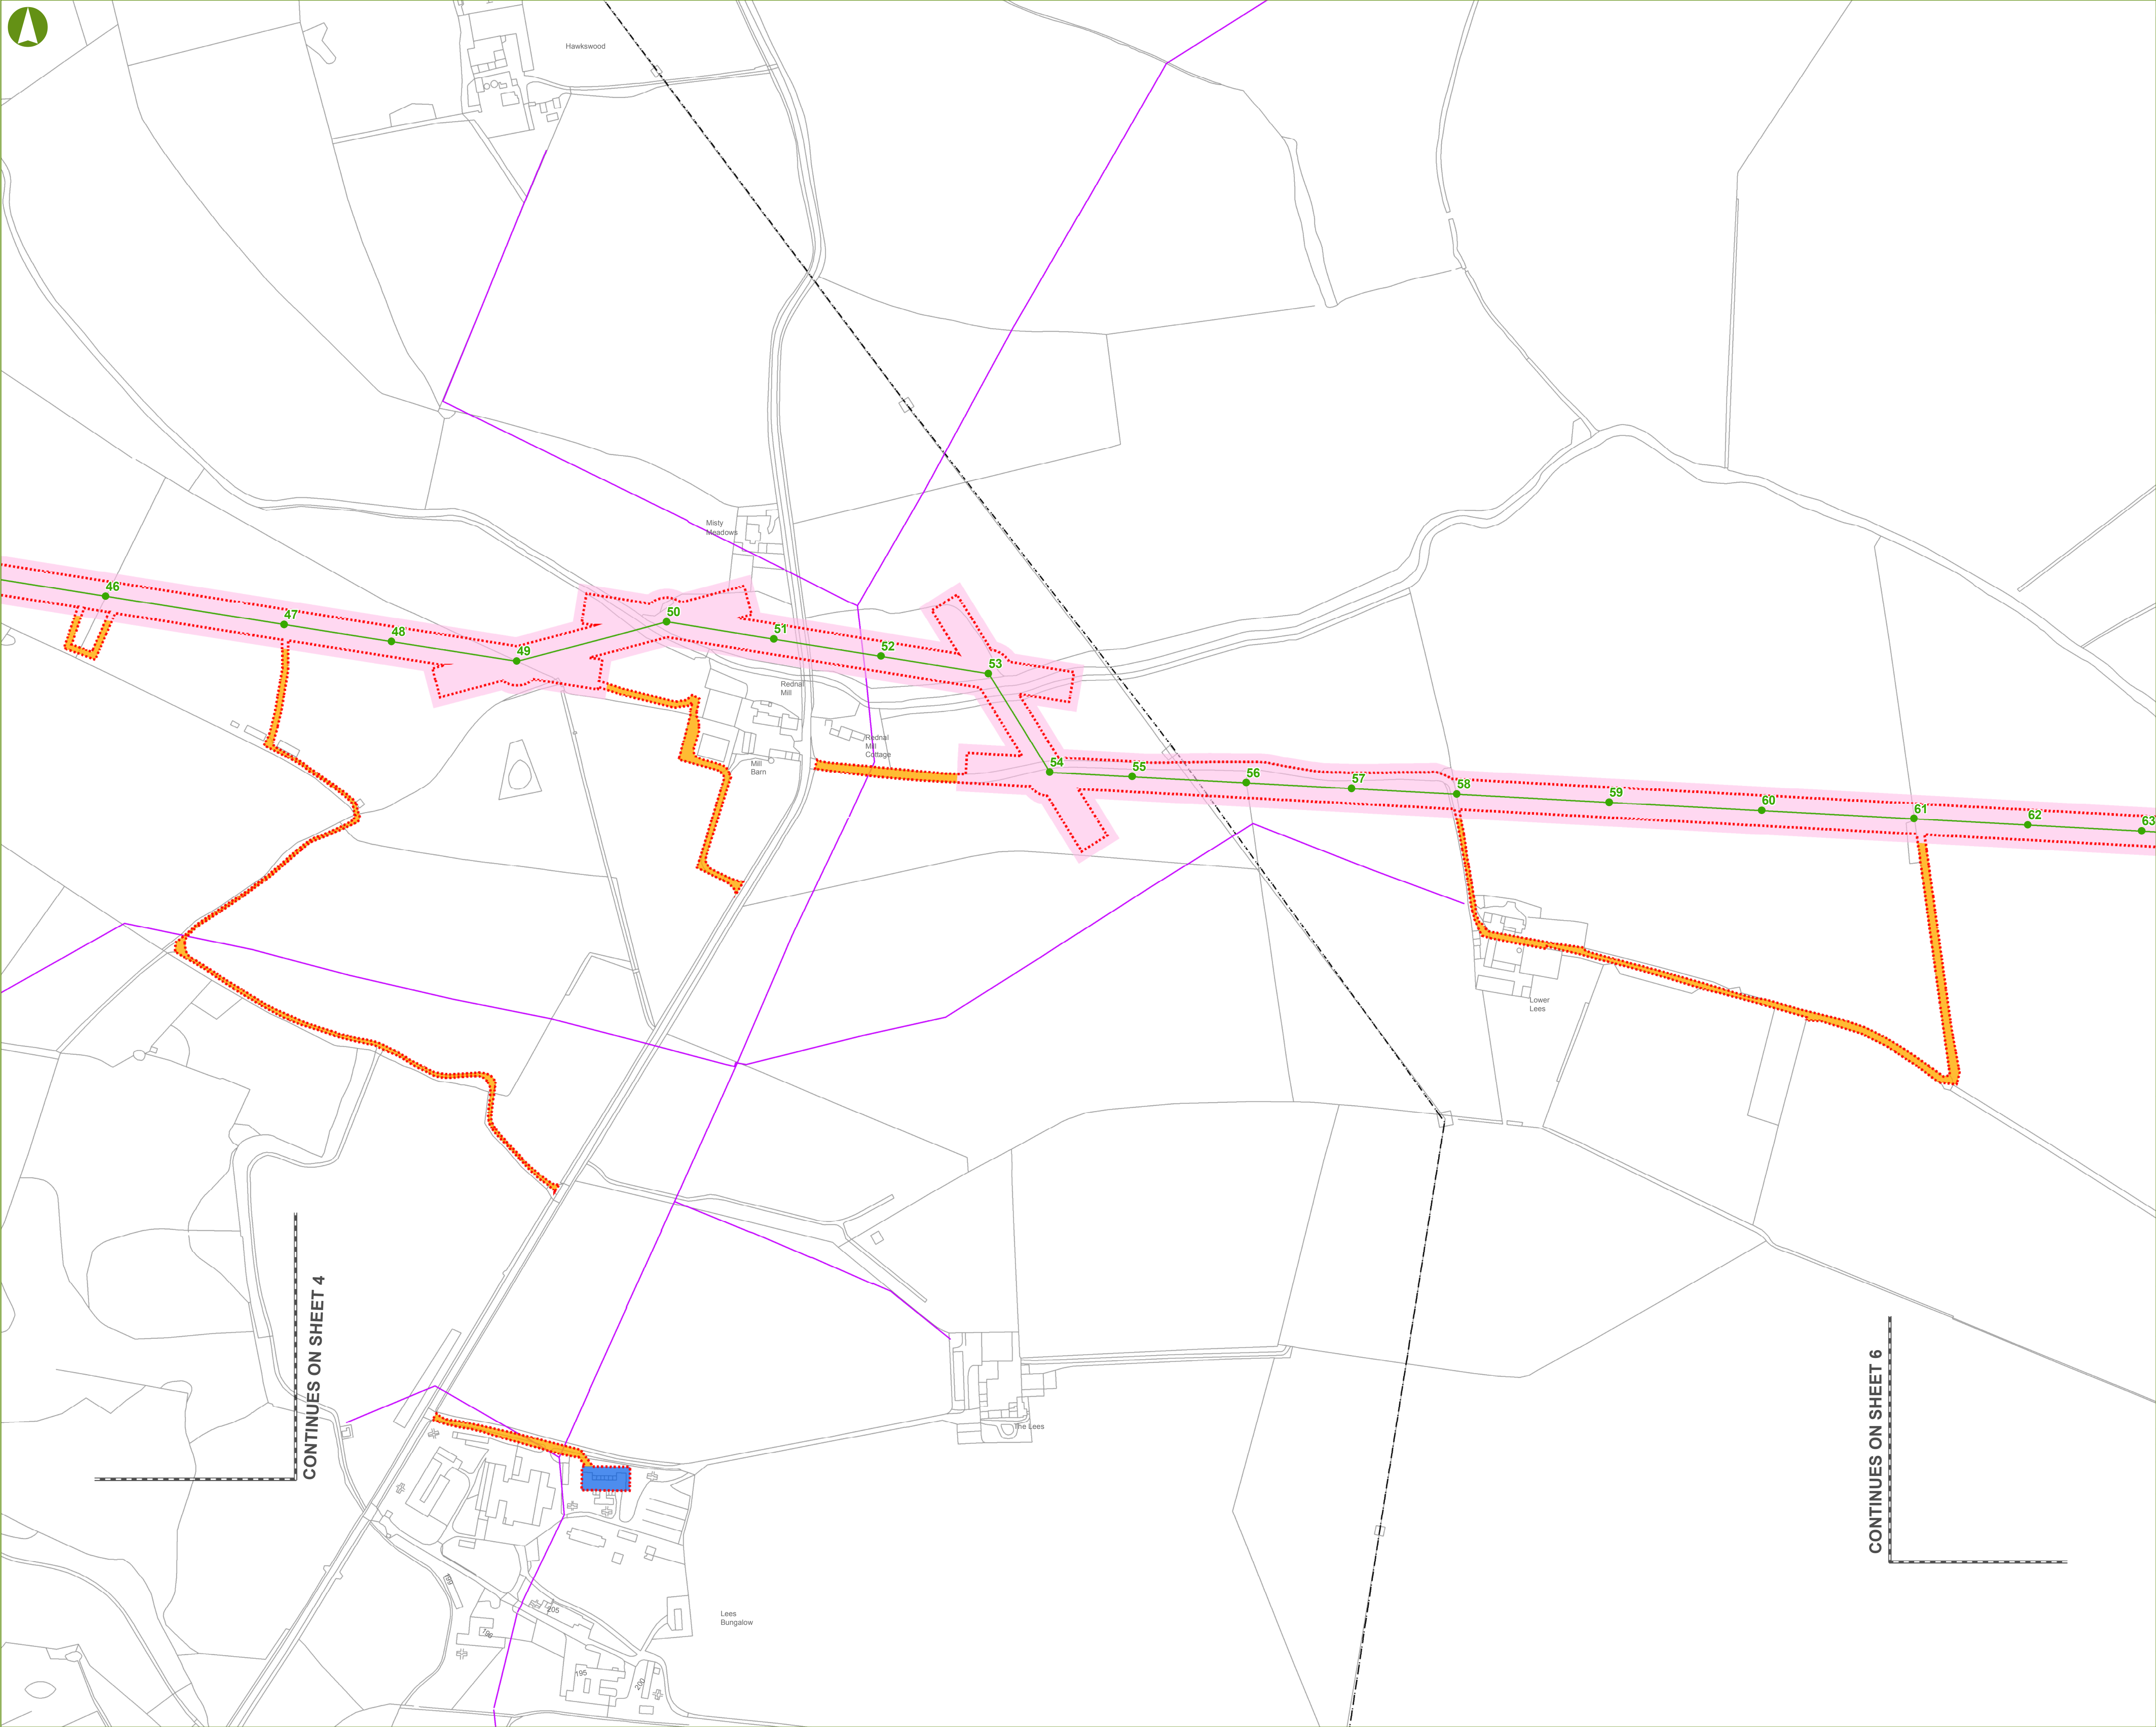 Hawkswood
Misty
Meadows
46
47
48
49
50
51
52
53
Rednal
Mill
Rednal
Mill
Cottage
Mill
Barn
54
55
56
57
58
59
60
61
62
63
Lower
Lees
CONTINUES ON SHEET 4
CONTINUES ON SHEET 6
The Lees
199
205
198
Lees
Bungalow
195
200